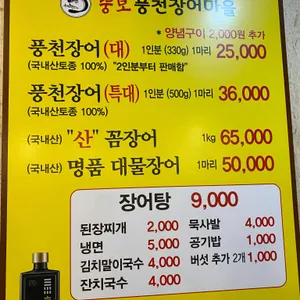 풍천장어마을
* 양념구이 2,000원 추가
풍천장어(대) 1인분 (330g) 1마리 25,000
(국내산토종 100%) "2인분부터 판매함"
풍천장어(특대) 1인분 (500g) 1마리 36,000
(국내산토종 100%)
(국내산) "산" 꼼장어 1kg 65,000
(국내산) 명품 대물장어 1마리 50,000
장어탕 9,000
된장찌개 2,000 묵사발 4,000
냉면 5,000 공기밥 1,000
김치말이국수 4,000 버섯 추가 2개 1,000
잔치국수 4,000